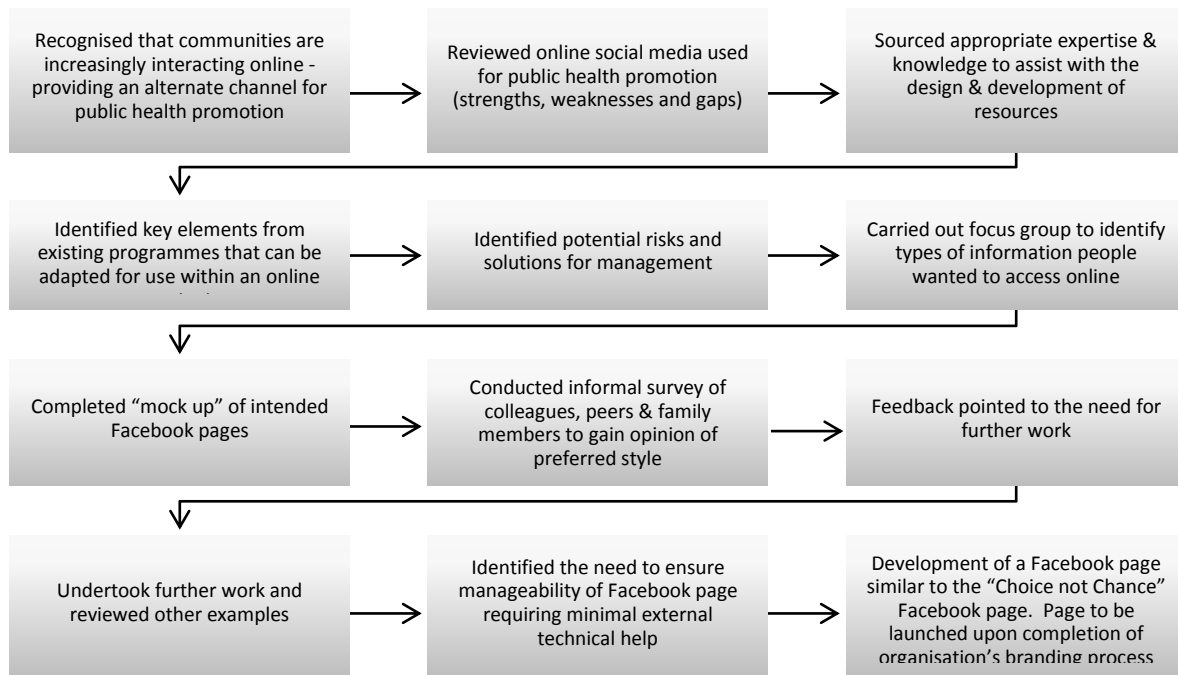 Recognised that communities are
increasingly interacting online -
providing an alternate channel for
public health promotion
Reviewed online social media used
for public health promotion
(strengths, weaknesses and gaps)
Sourced appropriate expertise &
knowledge to assist with the
design & development of
resources
Identified key elements from
existing programmes that can be
adapted for use within an online
Identified potential risks and
solutions for management
Carried out focus group to identify
types of information people
wanted to access online
Completed “mock up” of intended
Facebook pages
Conducted informal survey of
colleagues, peers & family
members to gain opinion of
preferred style
Feedback pointed to the need for
further work
Undertook further work and
reviewed other examples
Identified the need to ensure
manageability of Facebook page
requiring minimal external
technical help
Development of a Facebook page
similar to the “Choice not Chance”
Facebook page.  Page to be
launched upon completion of
organisation’s branding process